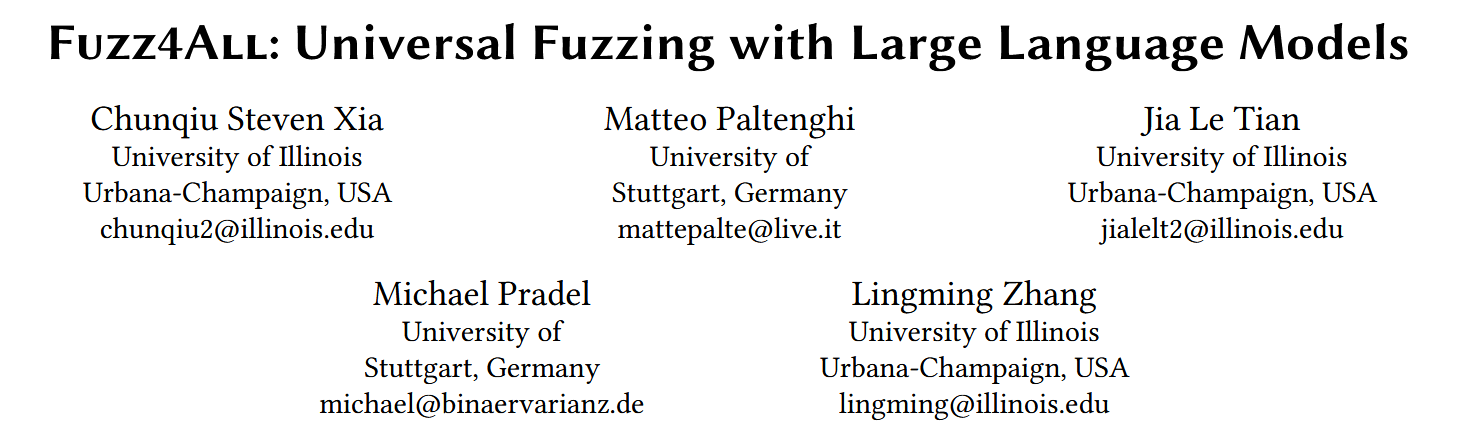 Fuzz4All: Universal Fuzzing with Large Language Models
Chunqiu Steven Xia
University of Illinois
Urbana-Champaign, USA
chunqiu2@illinois.edu
Matteo Paltenghi
University of
Stuttgart, Germany
mattepalte@live.it
Jia Le Tian
University of Illinois
Urbana-Champaign, USA
jialelt2@illinois.edu
Michael Pradel
University of
Stuttgart, Germany
michael@binaervarianz.de
Lingming Zhang
University of Illinois
Urbana-Champaign, USA
lingming@illinois.edu